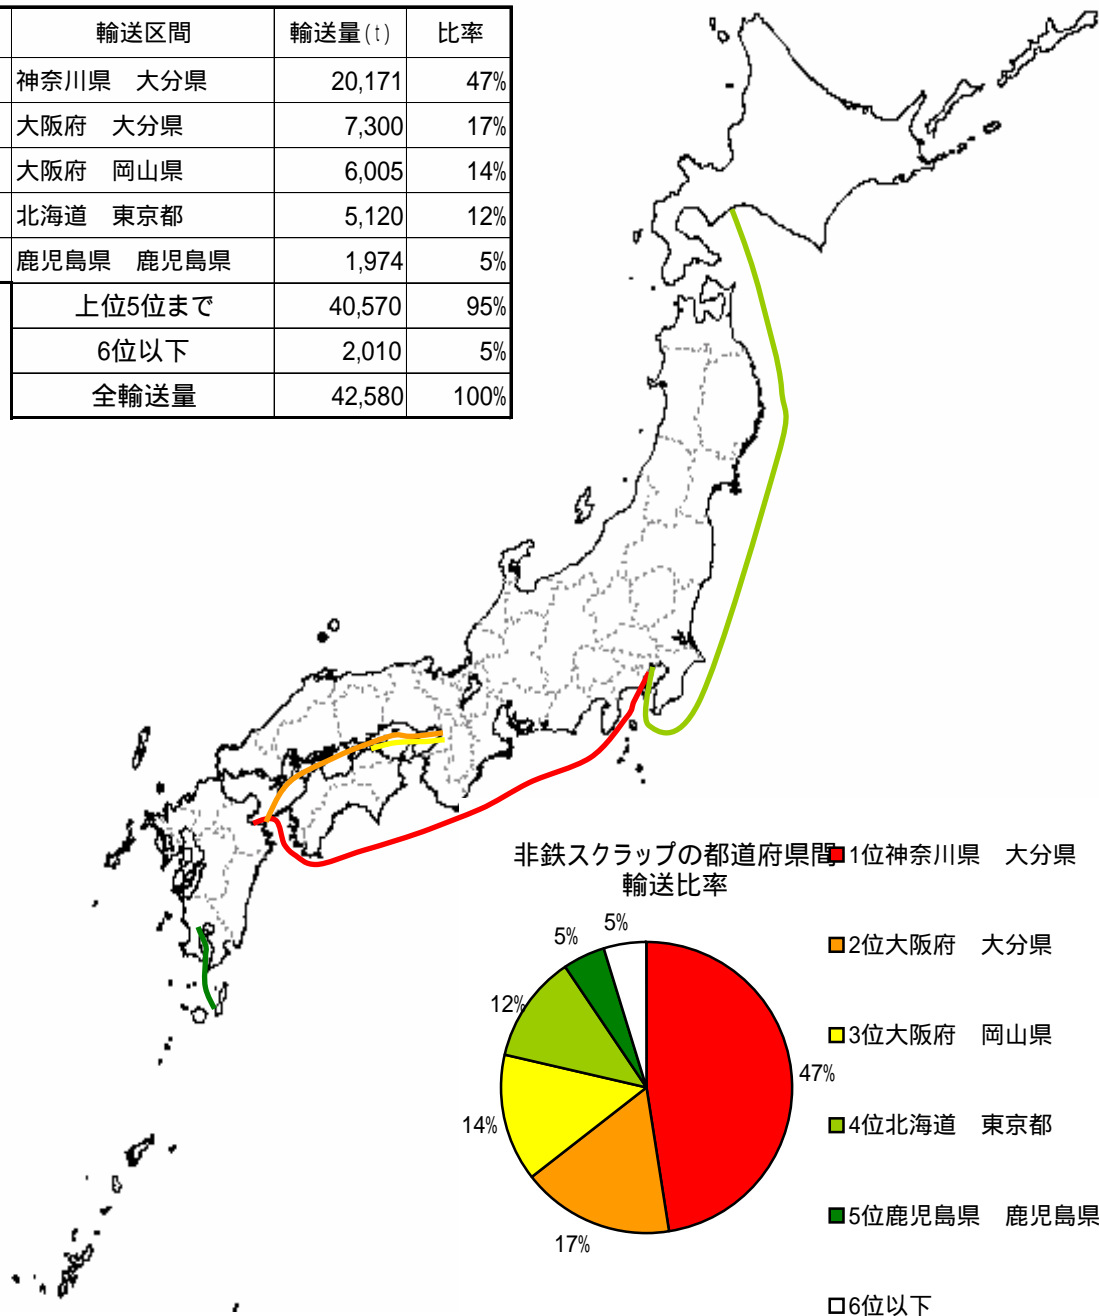 輸送区間 輸送量(t) 比率
神奈川県 大分県 20,171 47%
大阪府 大分県 7,300 17%
大阪府 岡山県 6,005 14%
北海道 東京都 5,120 12%
鹿児島県 鹿児島県 1,974 5%
上位5位まで 40,570 95%
6位以下 2,010 5%
全輸送量 42,580 100%
非鉄スクラップの都道府県間
輸送比率
5%
5%
12%
14%
17%
47%
1位神奈川県 大分県
2位大阪府 大分県
3位大阪府 岡山県
4位北海道 東京都
5位鹿児島県 鹿児島県
6位以下